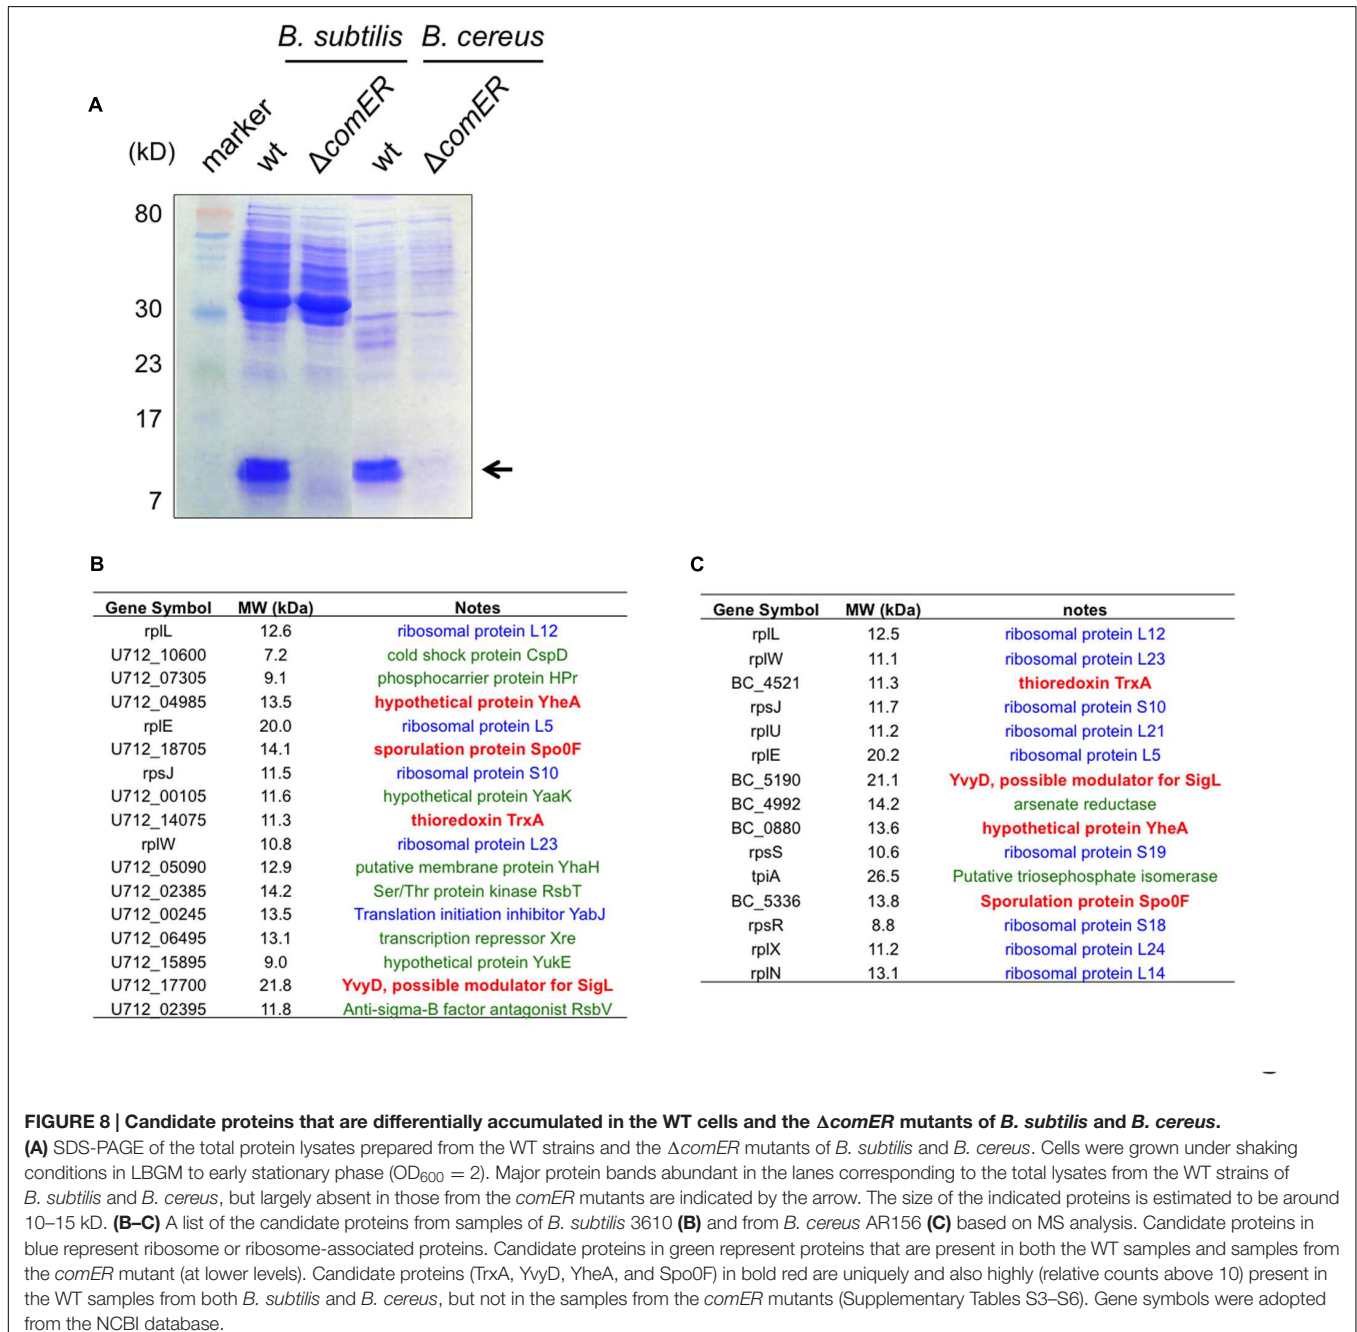 B. subtilis B. cereus
A
(kD) marker wt ΔcomER wt ΔcomER
80
30
23
17
7
B
Gene Symbol MW (kDa) Notes
rplL 12.6 ribosomal protein L12
U712_10600 7.2 cold shock protein CspD
U712_07305 9.1 phosphocarrier protein HPr
U712_04985 13.5 hypothetical protein YheA
rplE 20.0 ribosomal protein L5
U712_18705 14.1 sporulation protein Spo0F
rpsJ 11.5 ribosomal protein S10
U712_00105 11.6 hypothetical protein YaaK
U712_14075 11.3 thioredoxin TrxA
rplW 10.8 ribosomal protein L23
U712_05090 12.9 putative membrane protein YhaH
U712_02385 14.2 Ser/Thr protein kinase RsbT
U712_00245 13.5 Translation initiation inhibitor YabJ
U712_06495 13.1 transcription repressor Xre
U712_15895 9.0 hypothetical protein YukE
U712_17700 21.8 YvyD, possible modulator for SigL
U712_02395 11.8 Anti-sigma-B factor antagonist RsbV
C
Gene Symbol MW (kDa) notes
rplL 12.5 ribosomal protein L12
rplW 11.1 ribosomal protein L23
BC_4521 11.3 thioredoxin TrxA
rpsJ 11.7 ribosomal protein S10
rplU 11.2 ribosomal protein L21
rplE 20.2 ribosomal protein L5
BC_5190 21.1 YvyD, possible modulator for SigL
BC_4992 14.2 arsenate reductase
BC_0880 13.6 hypothetical protein YheA
rpsS 10.6 ribosomal protein S19
tpiA 26.5 Putative triosephosphate isomerase
BC_5336 13.8 Sporulation protein Spo0F
rpsR 8.8 ribosomal protein S18
rplX 11.2 ribosomal protein L24
rplN 13.1 ribosomal protein L14
FIGURE 8 | Candidate proteins that are differentially accumulated in the WT cells and the ΔcomER mutants of B. subtilis and B. cereus.
(A) SDS-PAGE of the total protein lysates prepared from the WT strains and the ΔcomER mutants of B. subtilis and B. cereus. Cells were grown under shaking
conditions in LBGM to early stationary phase (OD600 = 2). Major protein bands abundant in the lanes corresponding to the total lysates from the WT strains of
B. subtilis and B. cereus, but largely absent in those from the comER mutants are indicated by the arrow. The size of the indicated proteins is estimated to be around
10–15 kD. (B–C) A list of the candidate proteins from samples of B. subtilis 3610 (B) and from B. cereus AR156 (C) based on MS analysis. Candidate proteins in
blue represent ribosome or ribosome-associated proteins. Candidate proteins in green represent proteins that are present in both the WT samples and samples from
the comER mutant (at lower levels). Candidate proteins (TrxA, YvyD, YheA, and Spo0F) in bold red are uniquely and also highly (relative counts above 10) present in
the WT samples from both B. subtilis and B. cereus, but not in the samples from the comER mutants (Supplementary Tables S3–S6). Gene symbols were adopted
from the NCBI database.